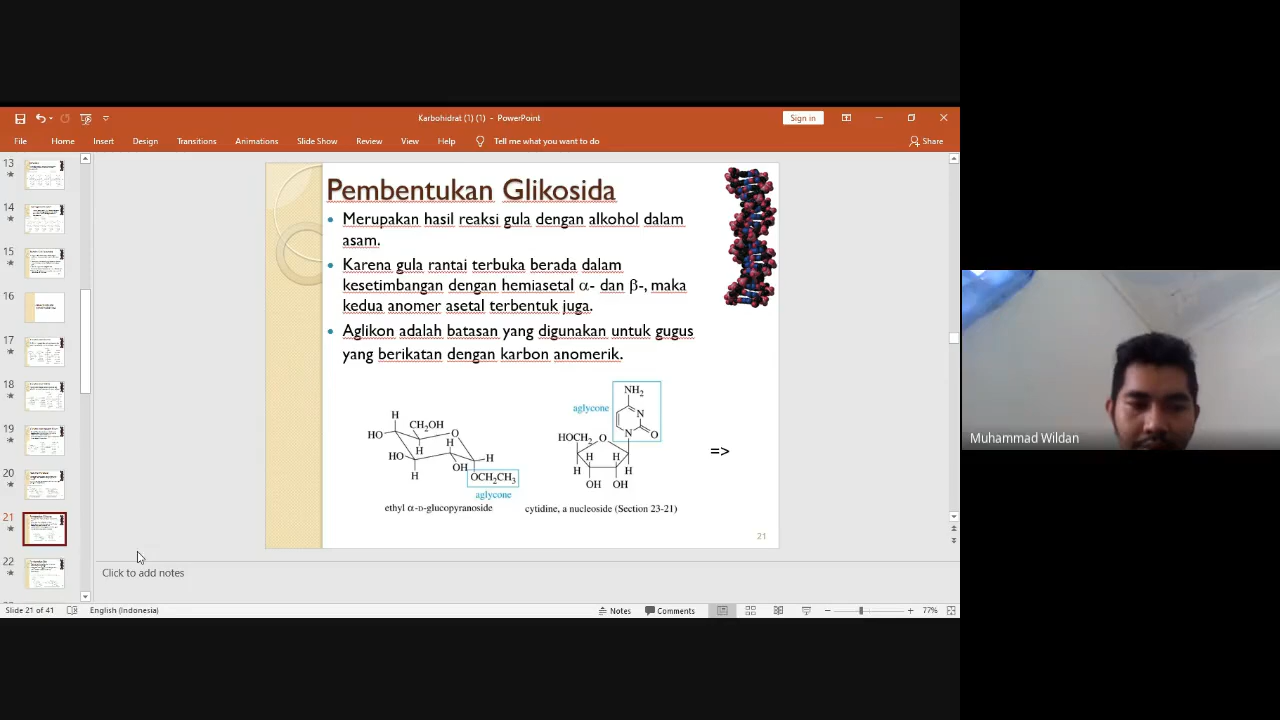 Karbohidrat (1) (1) - PowerPoint
Sign in
File Home Insert Design Transitions Animations Slide Show Review View Help Tell me what you want to do Share
13
14
15
16
17
18
19
20
21
22
Pembentukan Glikosida
Merupakan hasil reaksi gula dengan alkohol dalam
asam.
Karena gula rantai terbuka berada dalam
kesetimbangan dengan hemiasetal α- dan β-, maka
kedua anomer asetal terbentuk juga.
Aglikon adalah batasan yang digunakan untuk gugus
yang berikatan dengan karbon anomerik.
H
CH₂OH
HO
O
H
H
HO
H
OH
H
OCH₂CH₃
aglycone
ethyl α-D-glucopyranoside
NH₂
aglycone
N
N
O
HOCH₂
O
H
H
H
H
OH
OH
cytidine, a nucleoside (Section 23-21)
=>
21
Click to add notes
Slide 21 of 41 English (Indonesia) Notes Comments 77%
Muhammad Wildan